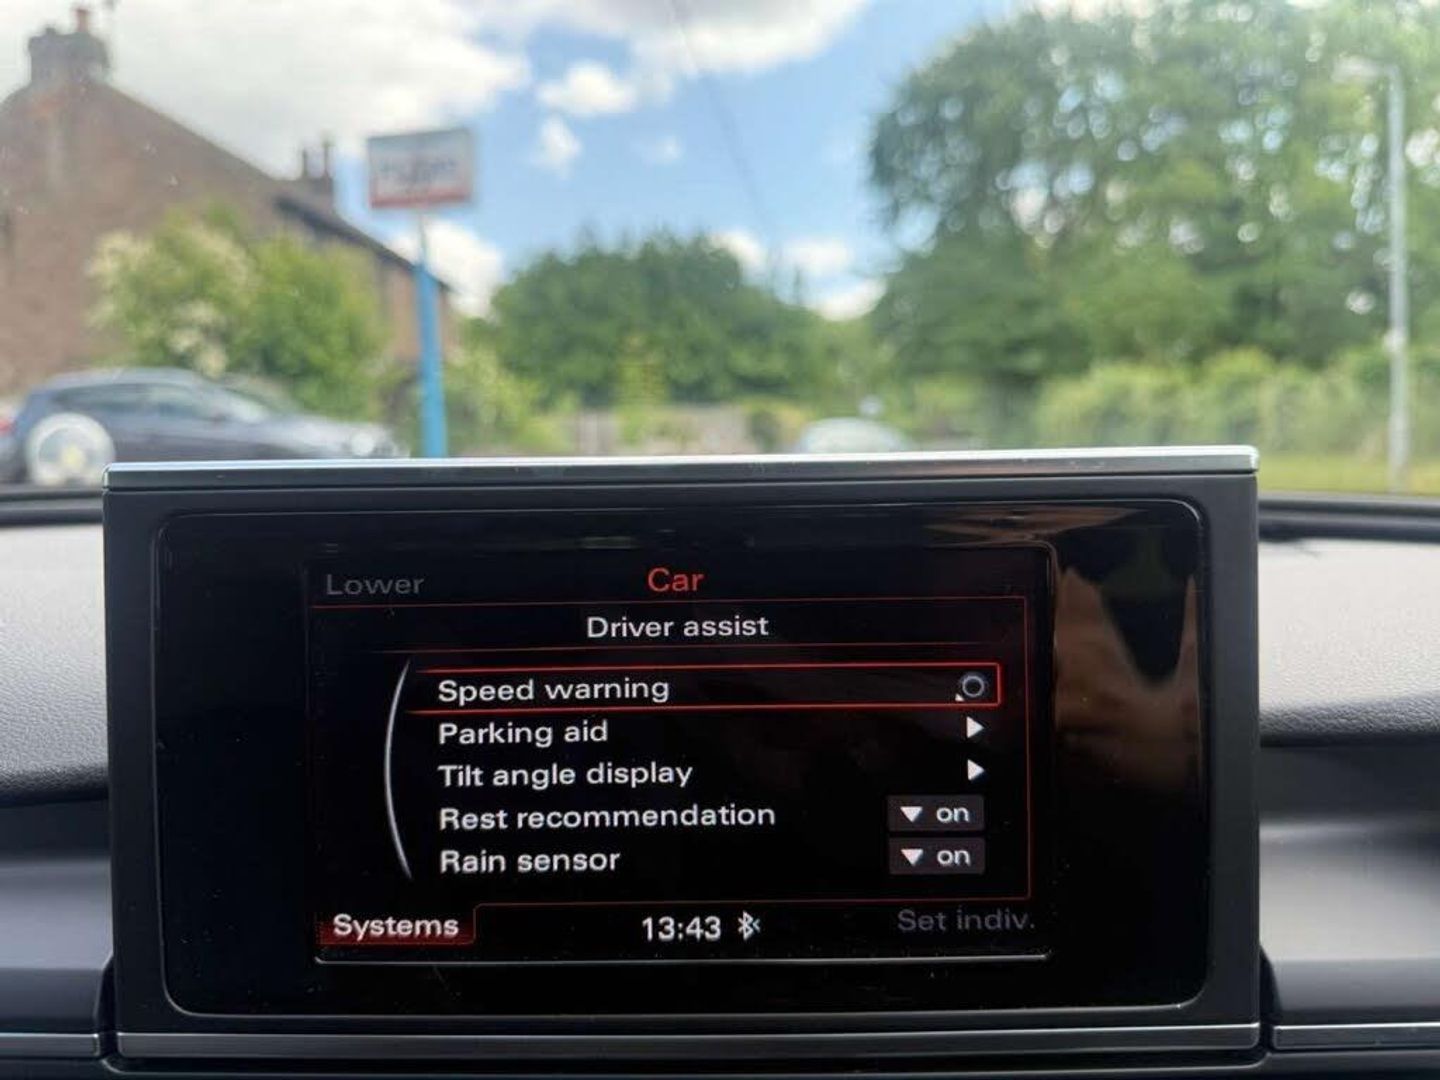 Lower
Car
Driver assist
Speed warning
Parking aid
Tilt angle display
Rest recommendation on
Rain sensor on
Systems
13:43
Set indiv.